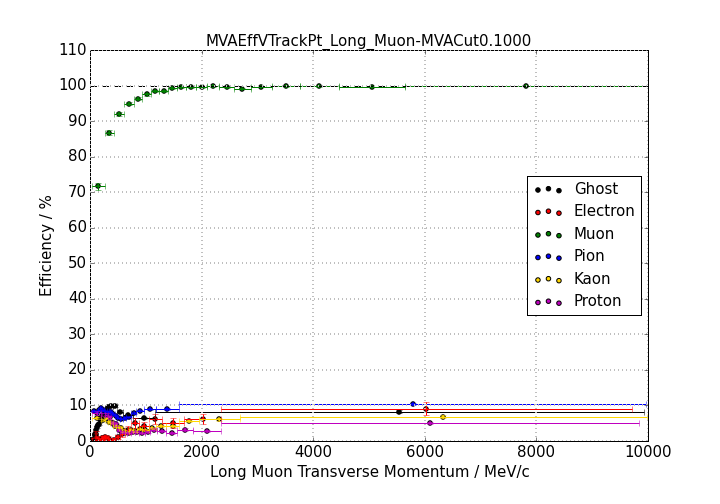 MVAEffVTrackPt_Long_Muon-MVACut0.1000
110
100
90
80
70
60
50
40
30
20
10
0
Efficiency / %
Ghost
Electron
Muon
Pion
Kaon
Proton
0 2000 4000 6000 8000 10000
Long Muon Transverse Momentum / MeV/c